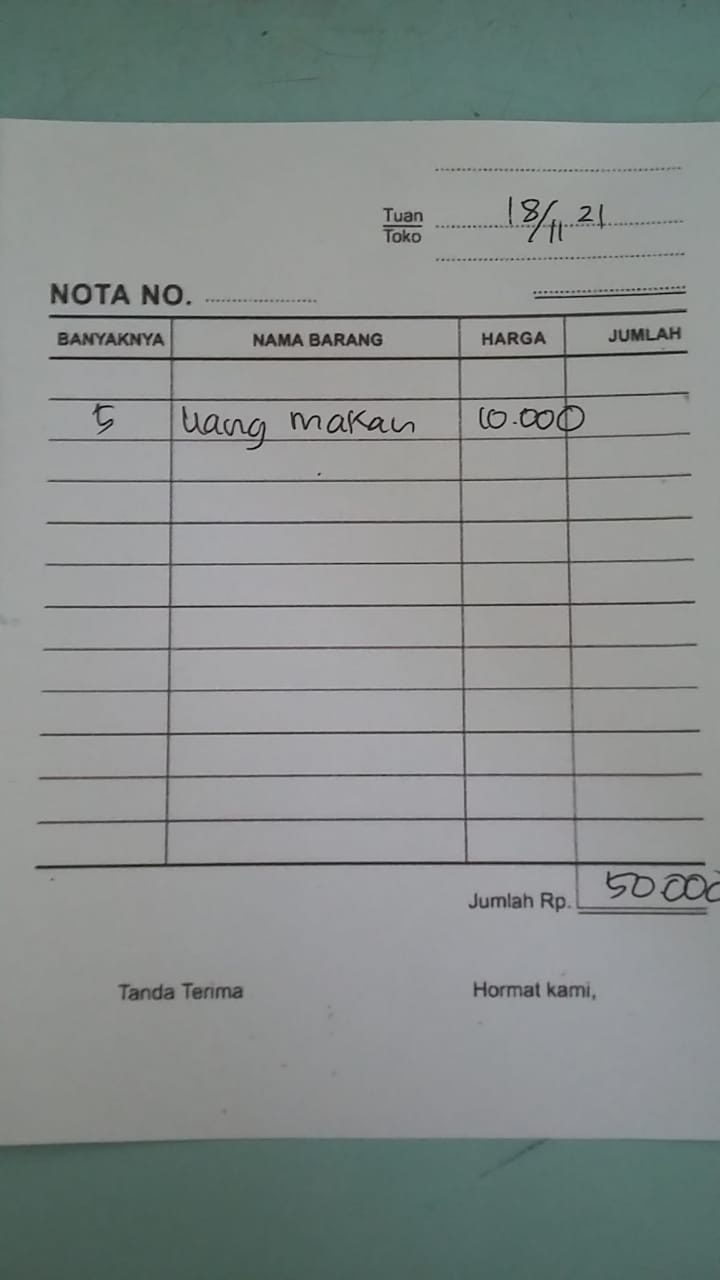 18/11 21
Tuan
Toko
NOTA NO.
BANYAKNYA NAMA BARANG HARGA JUMLAH
5 Uang makan 10.000
Jumlah Rp. 50.000
Tanda Terima Hormat kami,